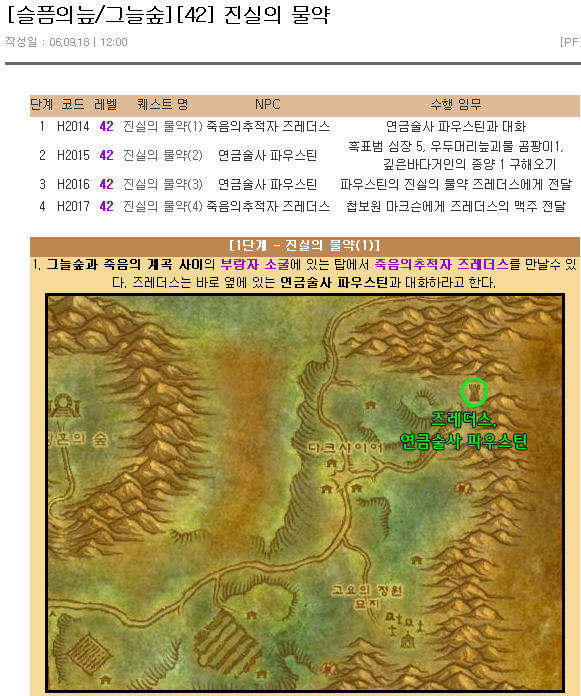 [슬픔의늪/그늘숲][42] 진실의 물약
작성일 : 06,09,18 | 12:00 [PF]
단계 코드 레벨 퀘스트 명 NPC 수행 임무
1 H2014 42 진실의 물약(1) 죽음의추적자 즈레더스 연금술사 파우스틴과 대화
2 H2015 42 진실의 물약(2) 연금술사 파우스틴 흑표범 심장 5, 우두머리늪괴물 곰팡이1,
깊은바다거인의 종양 1 구해오기
3 H2016 42 진실의 물약(3) 연금술사 파우스틴 파우스틴의 진실의 물약 즈레더스에게 전달
4 H2017 42 진실의 물약(4) 죽음의추적자 즈레더스 첩보원 마크슨에게 즈레더스의 맥주 전달
[1단계 - 진실의 물약(1)]
1. 그늘숲과 죽음의 계곡 사이의 부랑자 소굴에 있는 탑에서 죽음의추적자 즈레더스를 만날수 있
다. 즈레더스는 바로 옆에 있는 연금술사 파우스틴과 대화하라고 한다.
즈레더스,
연금술사 파우스틴
다크샤이어
의 숲
고요의 정원
묘지